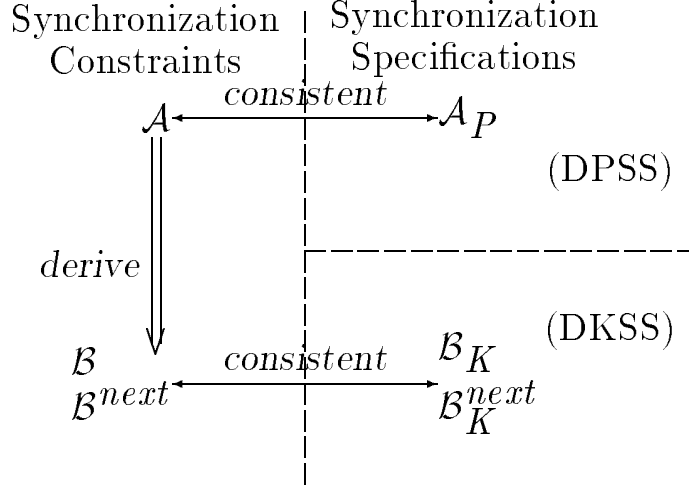 Synchronization
Constraints
Synchronization
Specifications
consistent
𝒜
𝒜_P
(DPSS)
derive
(DKSS)
ℬ
ℬ^next
consistent
ℬ_K
ℬ_K^next